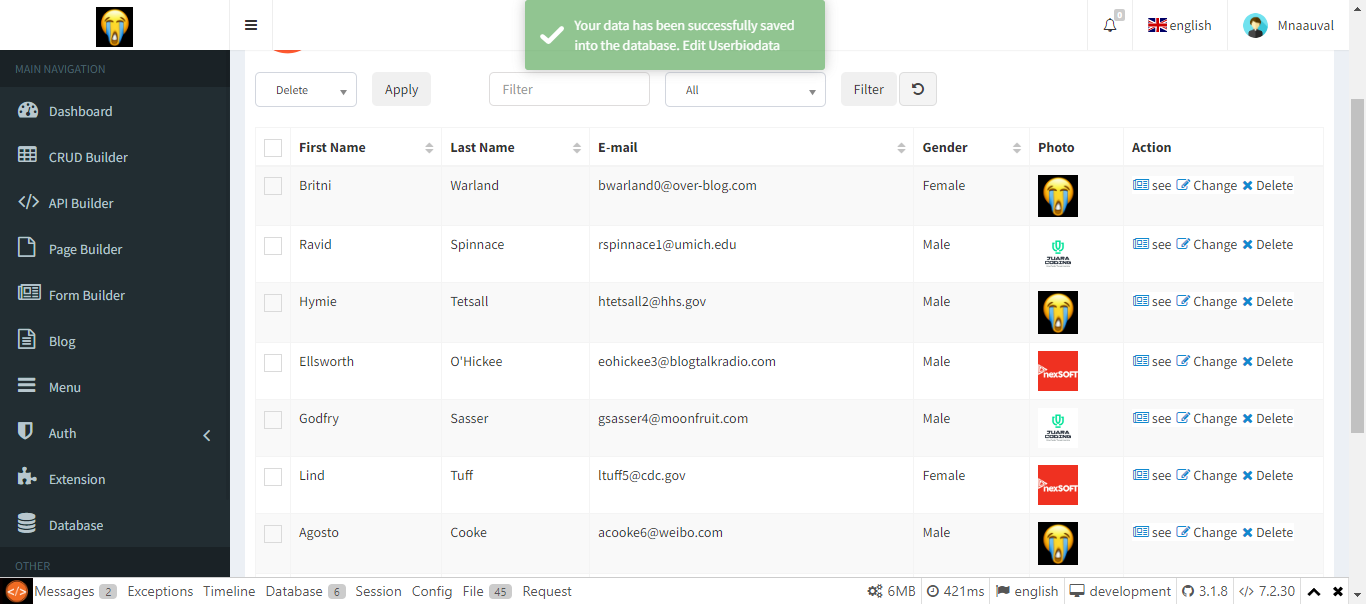 english
Mnaauval
0
Your data has been successfully saved
into the database. Edit Userbiodata
MAIN NAVIGATION
Dashboard
CRUD Builder
API Builder
Page Builder
Form Builder
Blog
Menu
Auth
Extension
Database
OTHER
Delete Apply Filter All Filter
First Name Last Name E-mail Gender Photo Action
Britni Warland bwarland0@over-blog.com Female see Change Delete
Ravid Spinnace rspinnace1@umich.edu Male JUARA CODING see Change Delete
Hymie Tetsall htetsall2@hhs.gov Male see Change Delete
Ellsworth O'Hickee eohickee3@blogtalkradio.com Male nexSOFT see Change Delete
Godfry Sasser gsasser4@moonfruit.com Male JUARA CODING see Change Delete
Lind Tuff ltuff5@cdc.gov Female nexSOFT see Change Delete
Agosto Cooke acooke6@weibo.com Male see Change Delete
</> Messages 2 Exceptions Timeline Database 6 Session Config File 45 Request 6MB 421ms english development 3.1.8 </> 7.2.30